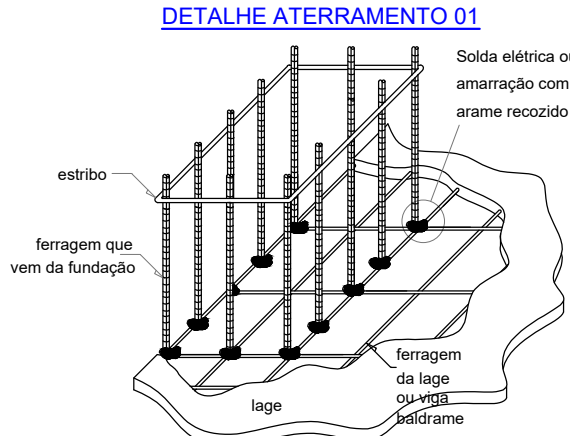 DETALHE ATERRAMENTO 01
Solda elétrica ou
amarração com
arame recozido
estribo
ferragem que
vem da fundação
ferragem
da lage
ou viga
baldrame
lage